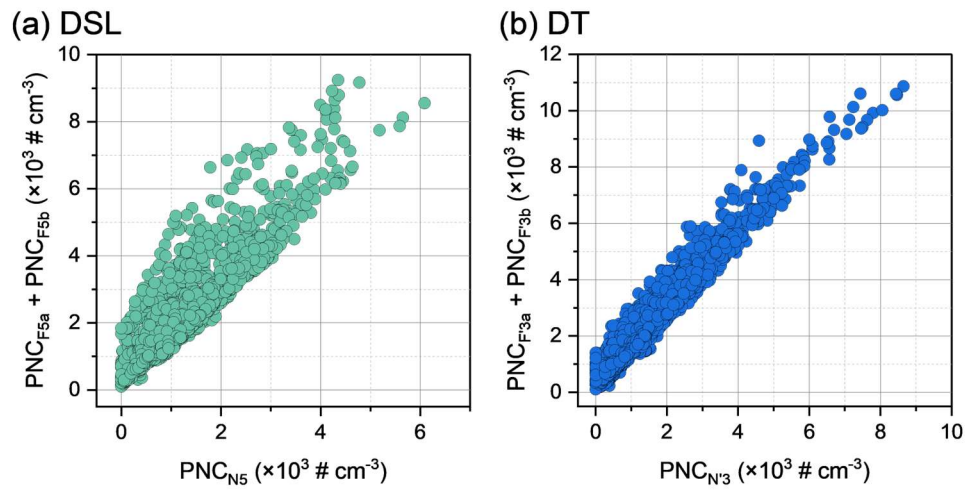 (a) DSL
PNC_F5a + PNC_F5b (×10³ # cm⁻³)
10
8
6
4
2
0
0 2 4 6
PNC_N5 (×10³ # cm⁻³)
(b) DT
PNC_F'3a + PNC_F'3b (×10³ # cm⁻³)
12
10
8
6
4
2
0
0 2 4 6 8 10
PNC_N'3 (×10³ # cm⁻³)